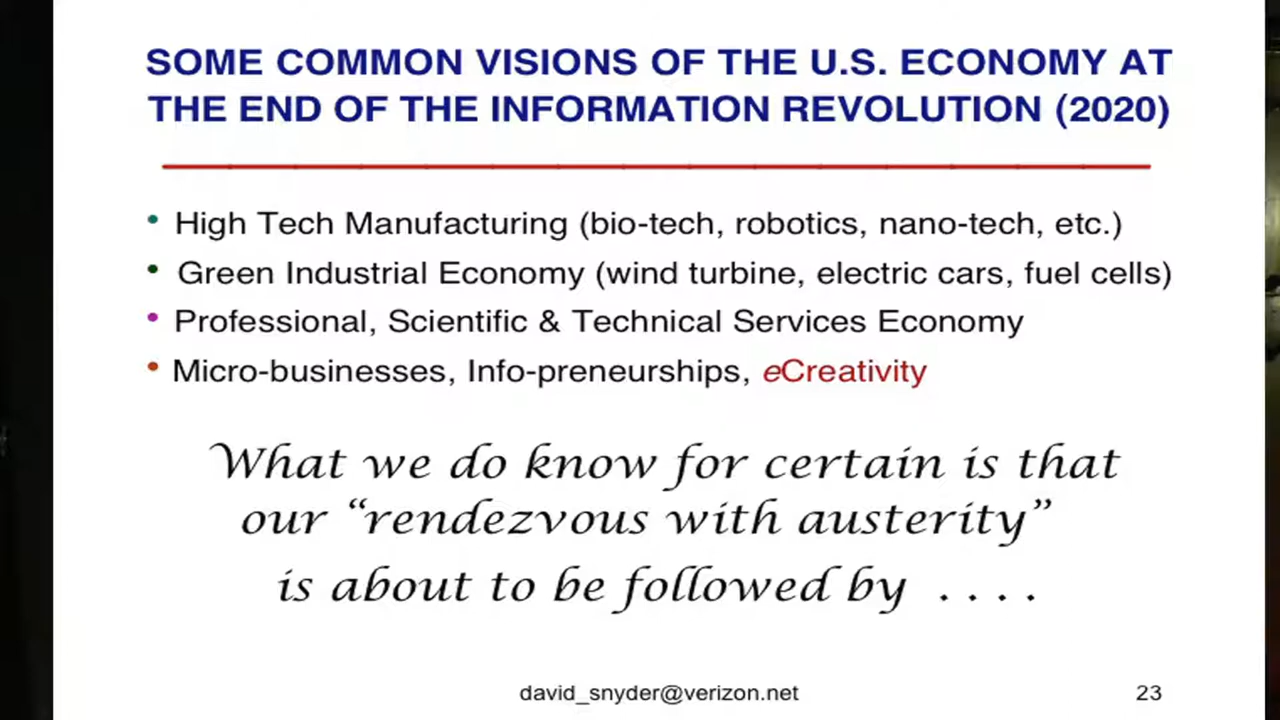 SOME COMMON VISIONS OF THE U.S. ECONOMY AT
THE END OF THE INFORMATION REVOLUTION (2020)
• High Tech Manufacturing (bio-tech, robotics, nano-tech, etc.)
• Green Industrial Economy (wind turbine, electric cars, fuel cells)
• Professional, Scientific & Technical Services Economy
• Micro-businesses, Info-preneurships, eCreativity
What we do know for certain is that
our “rendezvous with austerity”
is about to be followed by . . . .
david_snyder@verizon.net 23